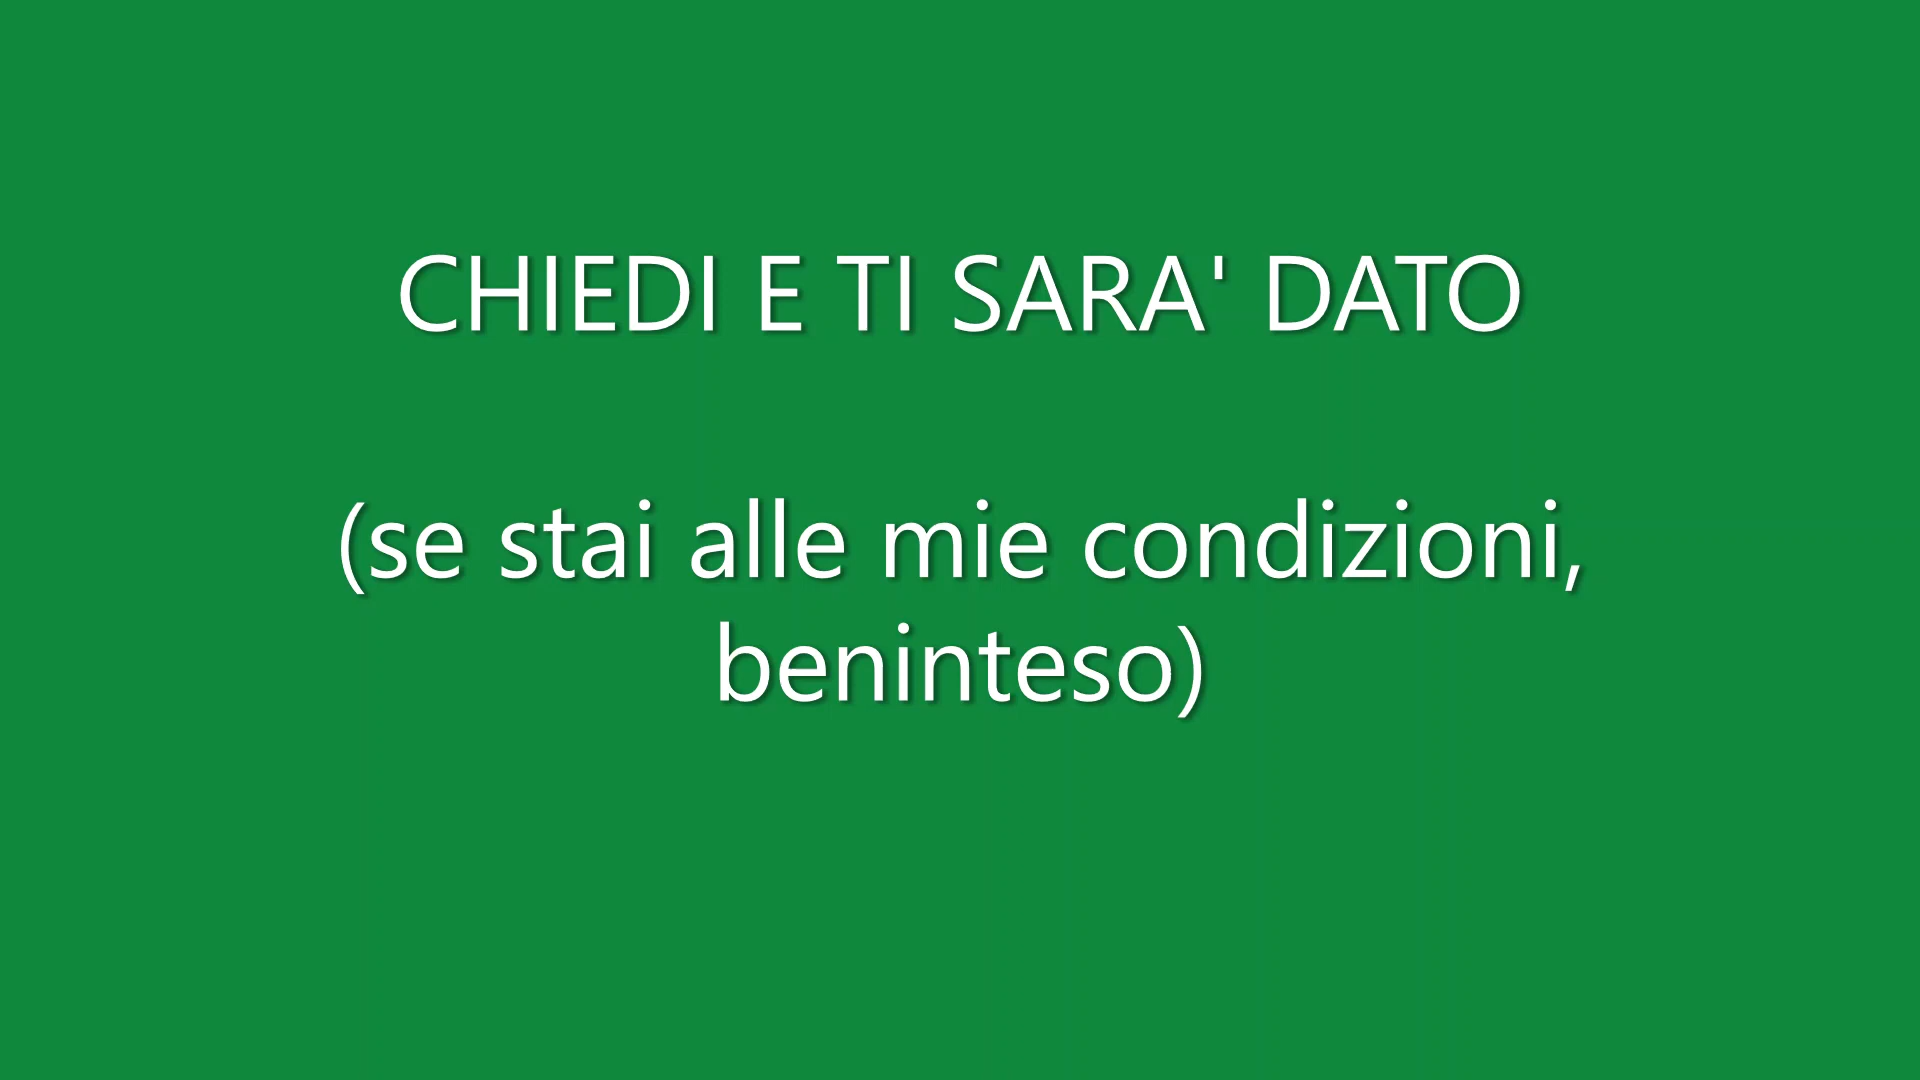 CHIEDI E TI SARA' DATO
(se stai alle mie condizioni,
beninteso)